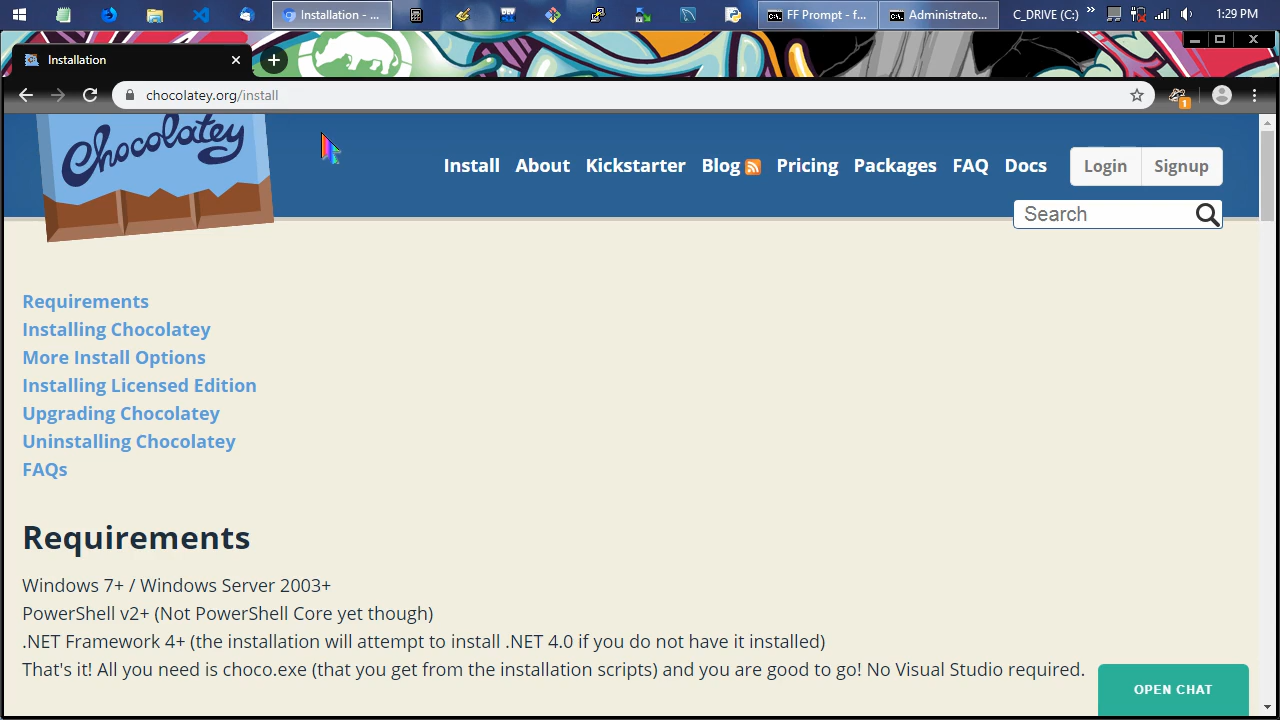 Installation - ...
FF Prompt - f...
Administrato...
C_DRIVE (C:)
1:29 PM
Installation
chocolatey.org/install
1
Chocolatey
Install About Kickstarter Blog Pricing Packages FAQ Docs
Login Signup
Search
Requirements
Installing Chocolatey
More Install Options
Installing Licensed Edition
Upgrading Chocolatey
Uninstalling Chocolatey
FAQs
Requirements
Windows 7+ / Windows Server 2003+
PowerShell v2+ (Not PowerShell Core yet though)
.NET Framework 4+ (the installation will attempt to install .NET 4.0 if you do not have it installed)
That's it! All you need is choco.exe (that you get from the installation scripts) and you are good to go! No Visual Studio required.
OPEN CHAT